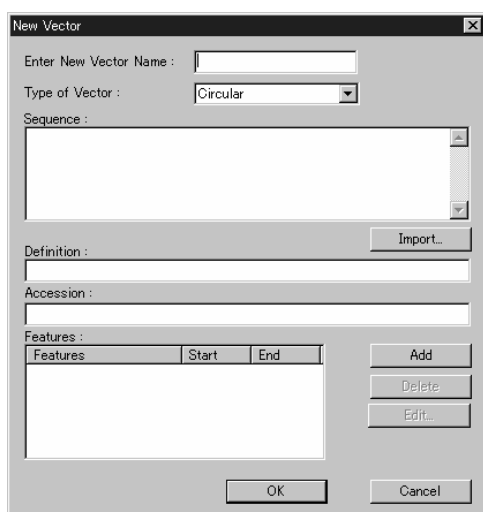 New Vector
Enter New Vector Name :
Type of Vector : Circular
Sequence :
Import...
Definition :
Accession :
Features :
Features Start End
Add
Delete
Edit...
OK Cancel